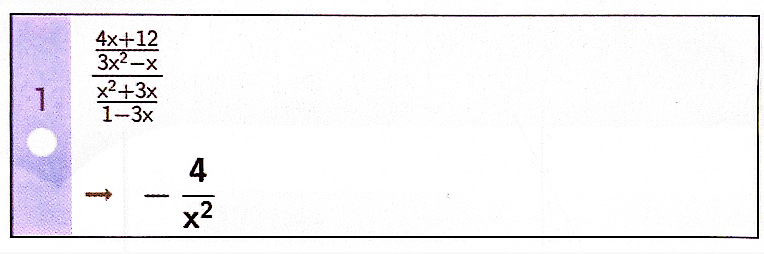 1
4x+12
3x²−x
x²+3x
1−3x
→ − 4
x²